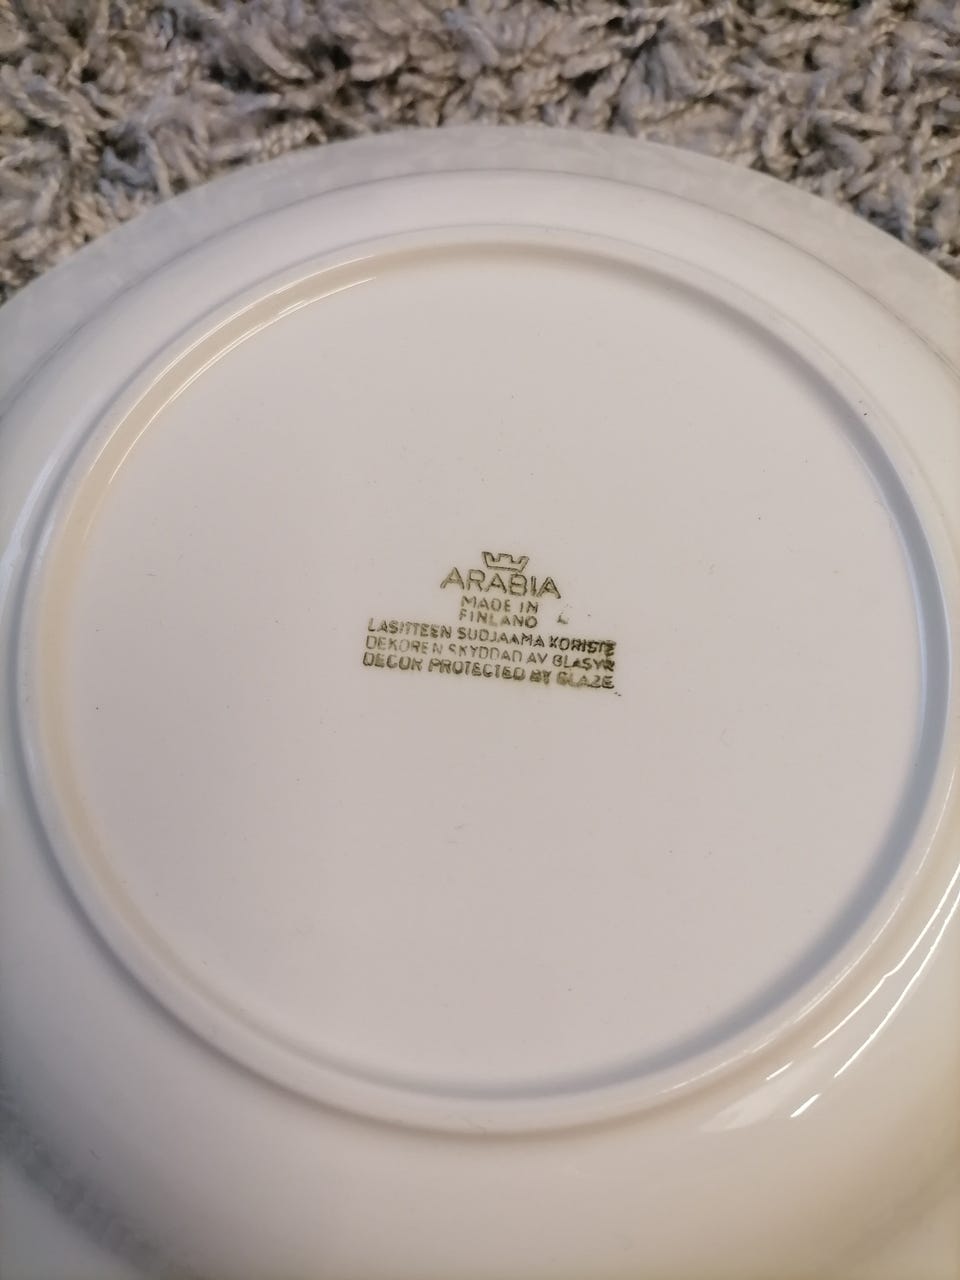 ARABIA
MADE IN
FINLAND
LASITTEEN SUOJAAMA KORISTE
DEKOREN SKYDDAD AV GLASYR
DECOR PROTECTED BY GLAZE